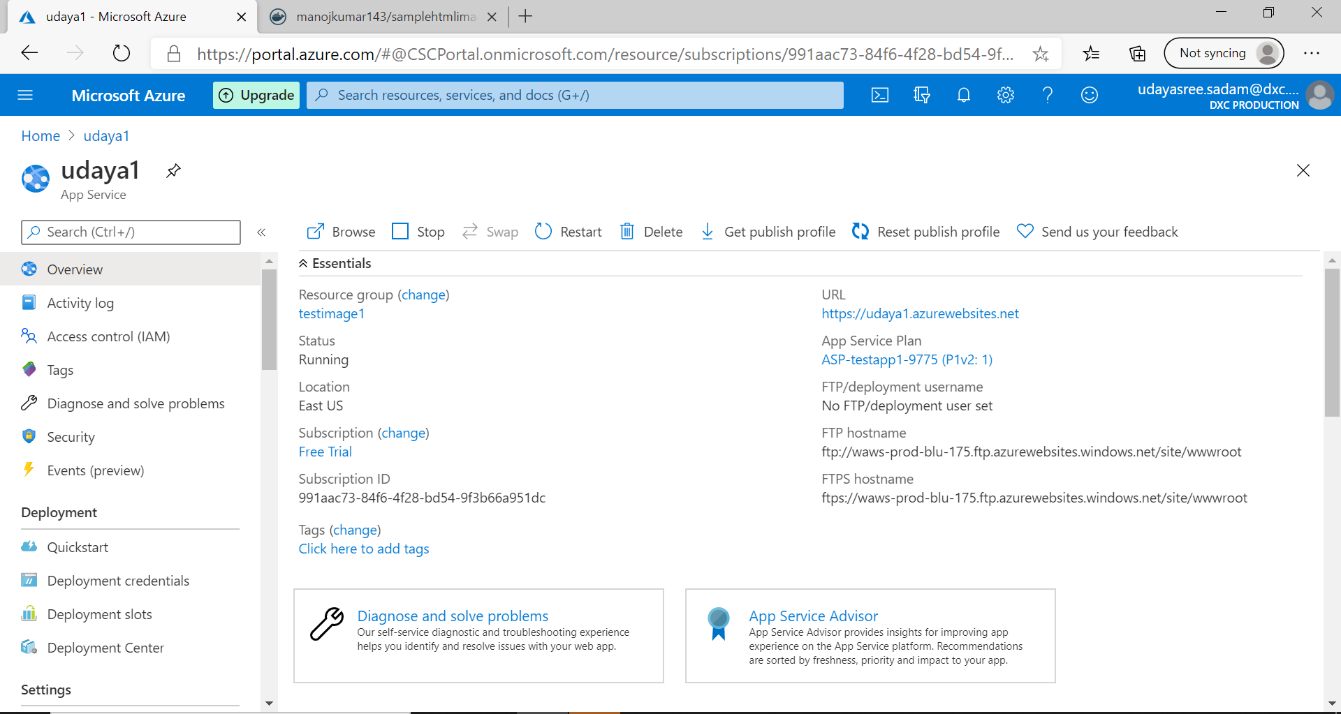 udaya1 - Microsoft Azure
manojkumar143/samplehtmlima
https://portal.azure.com/#@CSCPortal.onmicrosoft.com/resource/subscriptions/991aac73-84f6-4f28-bd54-9f...
Not syncing
Microsoft Azure
Upgrade
Search resources, services, and docs (G+/)
udayasree.sadam@dxc....
DXC PRODUCTION
Home > udaya1
udaya1
App Service
Search (Ctrl+/)
Browse Stop Swap Restart Delete Get publish profile Reset publish profile Send us your feedback
Overview
Activity log
Access control (IAM)
Tags
Diagnose and solve problems
Security
Events (preview)
Deployment
Quickstart
Deployment credentials
Deployment slots
Deployment Center
Settings
Essentials
Resource group (change)
testimage1
Status
Running
Location
East US
Subscription (change)
Free Trial
Subscription ID
991aac73-84f6-4f28-bd54-9f3b66a951dc
Tags (change)
Click here to add tags
URL
https://udaya1.azurewebsites.net
App Service Plan
ASP-testapp1-9775 (P1v2: 1)
FTP/deployment username
No FTP/deployment user set
FTP hostname
ftp://waws-prod-blu-175.ftp.azurewebsites.windows.net/site/wwwroot
FTPS hostname
ftps://waws-prod-blu-175.ftp.azurewebsites.windows.net/site/wwwroot
Diagnose and solve problems
Our self-service diagnostic and troubleshooting experience
helps you identify and resolve issues with your web app.
App Service Advisor
App Service Advisor provides insights for improving app
experience on the App Service platform. Recommendations
are sorted by freshness, priority and impact to your app.